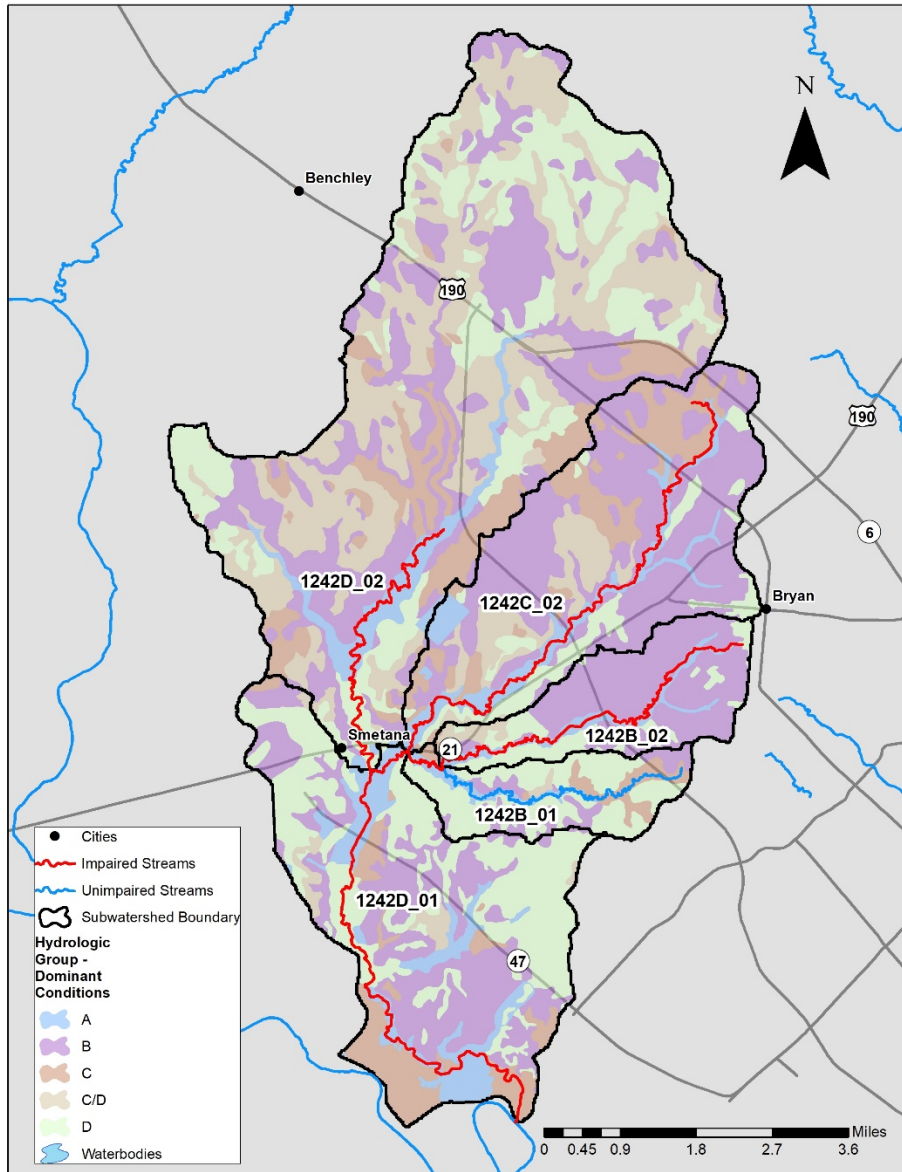 N
Benchley
190
190
6
1242D_02
1242C_02
Bryan
Smetana
21
1242B_02
1242B_01
1242D_01
47
Cities
Impaired Streams
Unimpaired Streams
Subwatershed Boundary
Hydrologic
Group -
Dominant
Conditions
A
B
C
C/D
D
Waterbodies
Miles
0 0.45 0.9 1.8 2.7 3.6